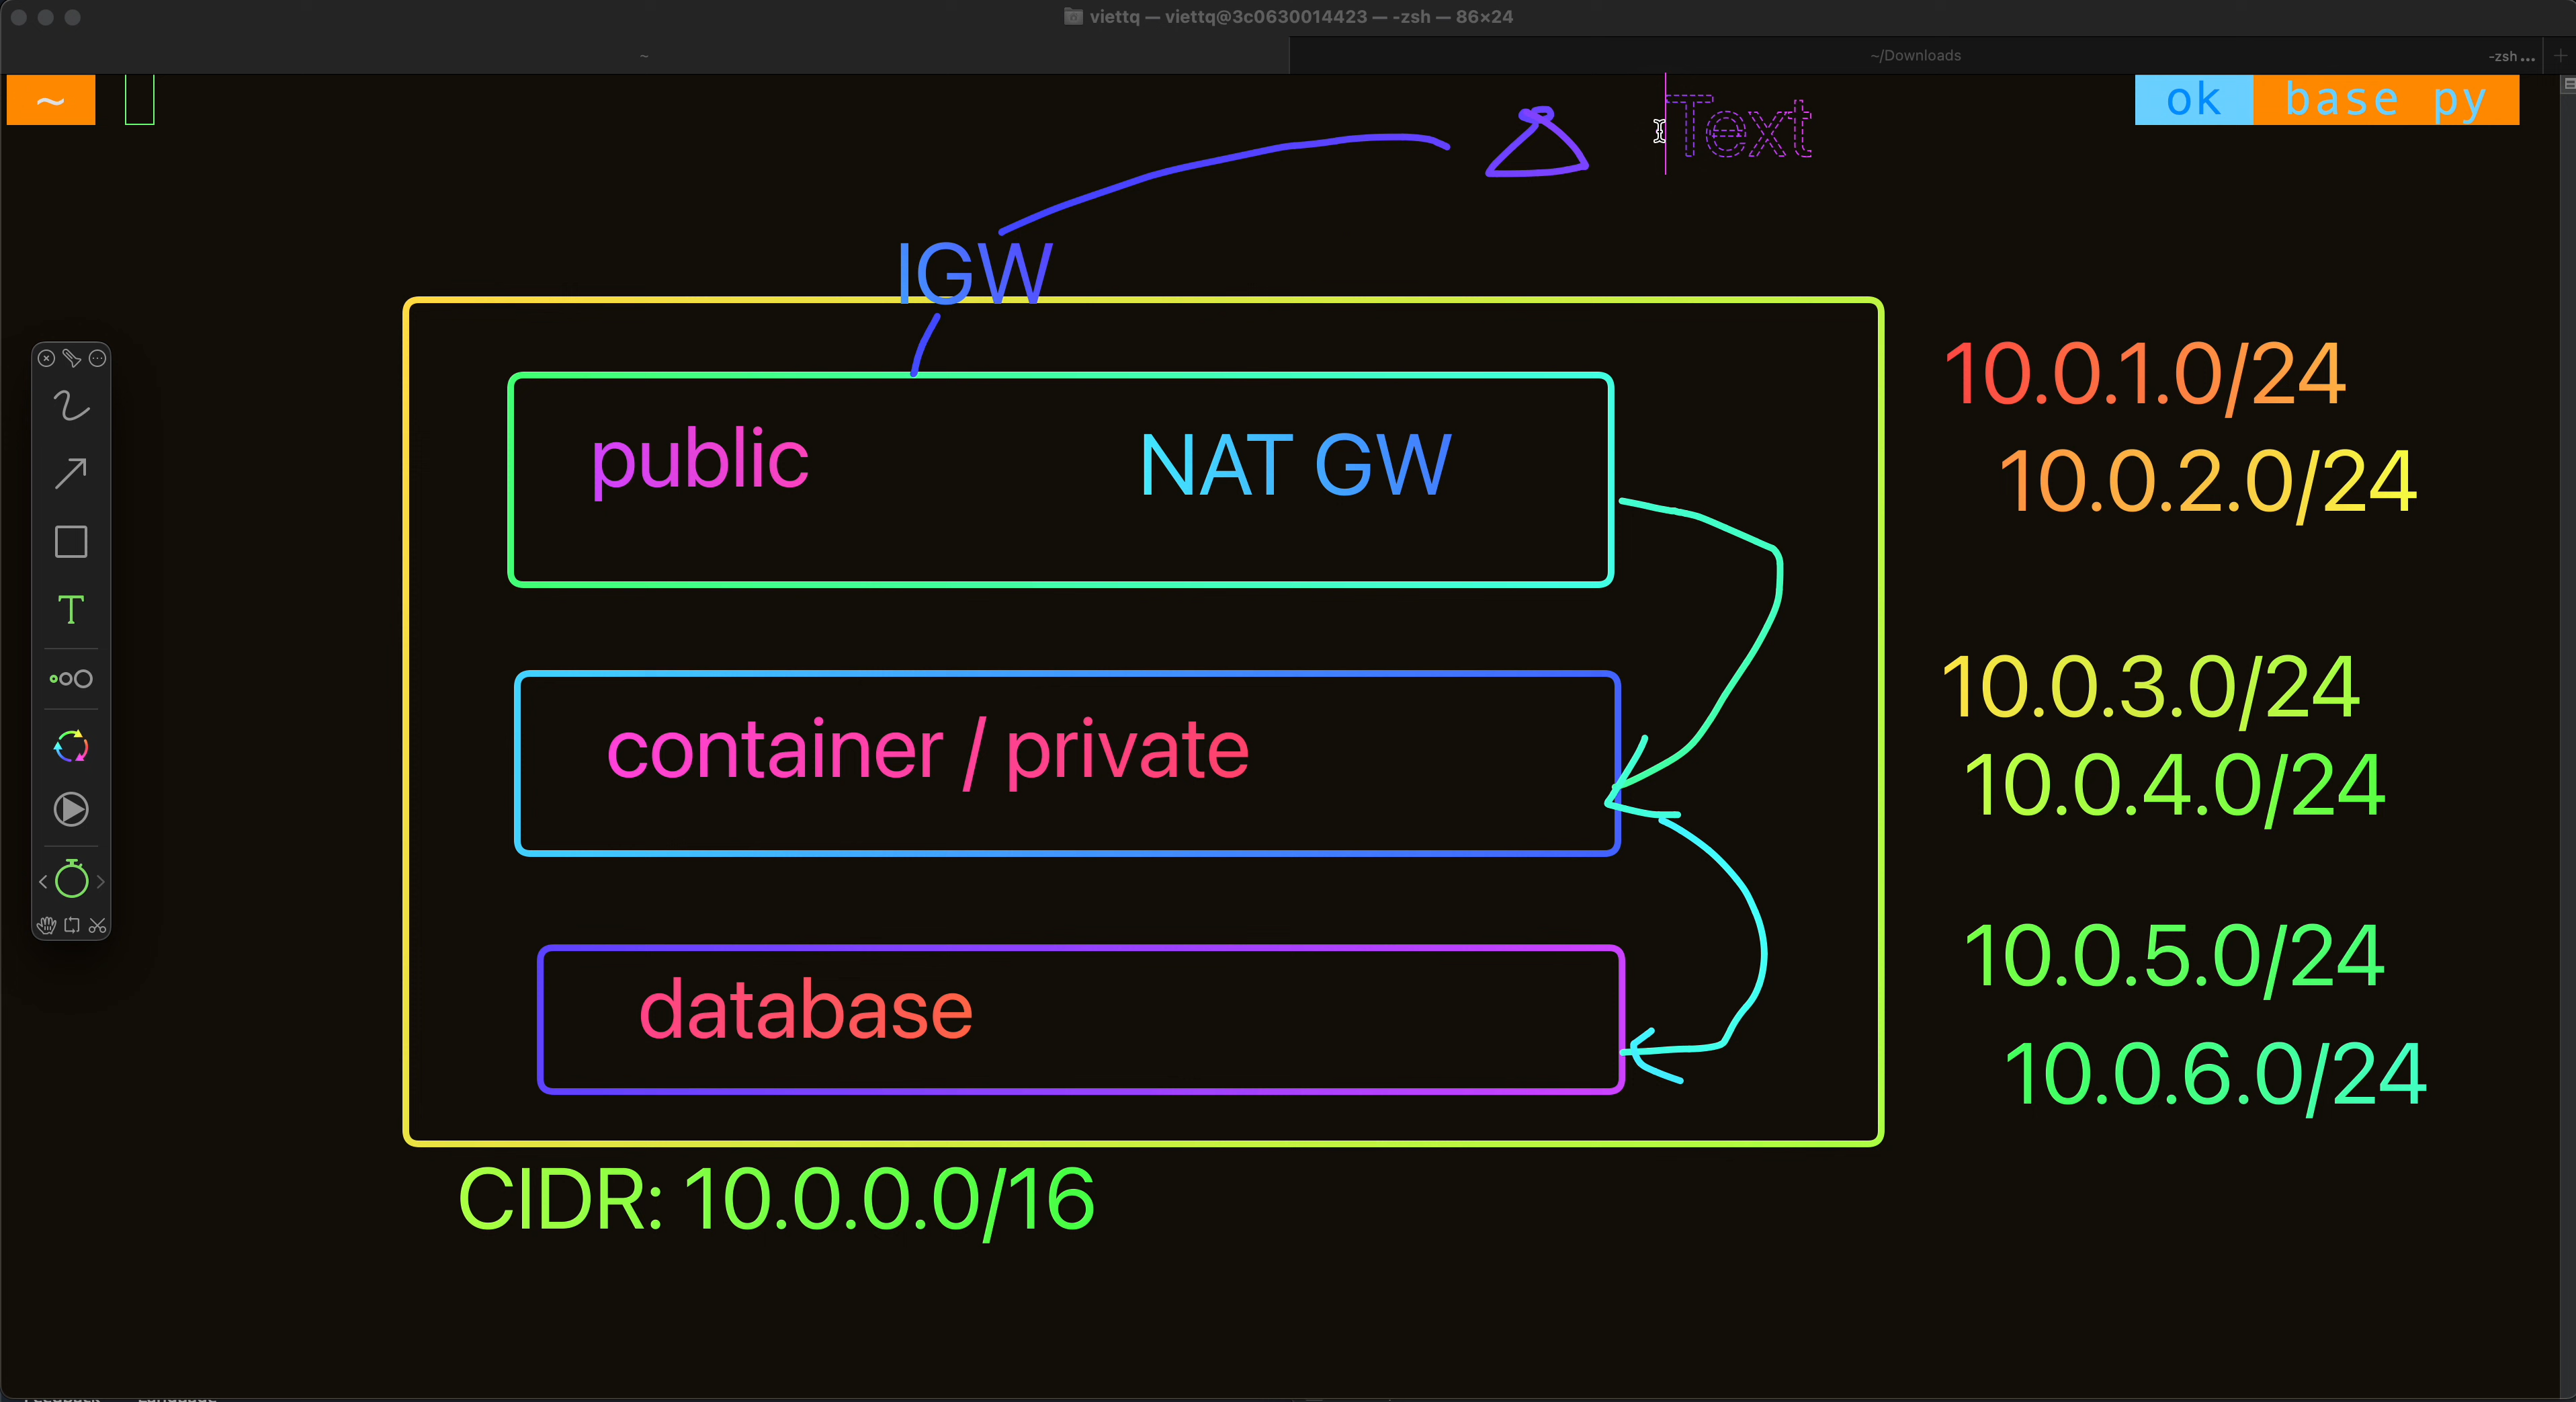 viettq — viettq@3c0630014423 — -zsh — 86×24
~
~/Downloads
-zsh ...
~
Text
ok base py
IGW
10.0.1.0/24
public
NAT GW
10.0.2.0/24
10.0.3.0/24
container / private
10.0.4.0/24
10.0.5.0/24
database
10.0.6.0/24
CIDR: 10.0.0.0/16